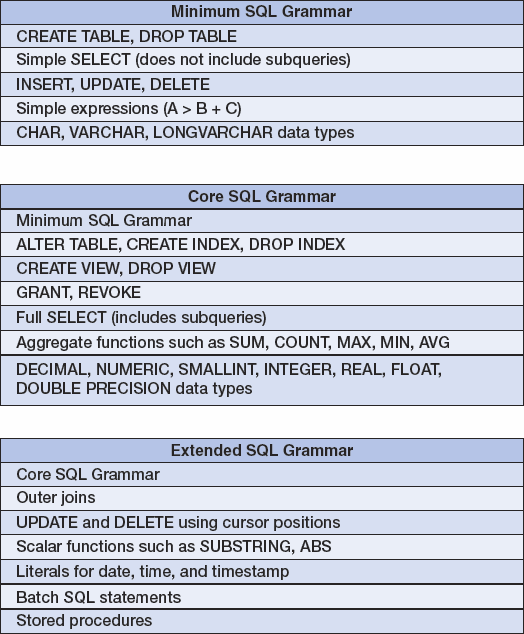 Minimum SQL Grammar
CREATE TABLE, DROP TABLE
Simple SELECT (does not include subqueries)
INSERT, UPDATE, DELETE
Simple expressions (A > B + C)
CHAR, VARCHAR, LONGVARCHAR data types
Core SQL Grammar
Minimum SQL Grammar
ALTER TABLE, CREATE INDEX, DROP INDEX
CREATE VIEW, DROP VIEW
GRANT, REVOKE
Full SELECT (includes subqueries)
Aggregate functions such as SUM, COUNT, MAX, MIN, AVG
DECIMAL, NUMERIC, SMALLINT, INTEGER, REAL, FLOAT,
DOUBLE PRECISION data types
Extended SQL Grammar
Core SQL Grammar
Outer joins
UPDATE and DELETE using cursor positions
Scalar functions such as SUBSTRING, ABS
Literals for date, time, and timestamp
Batch SQL statements
Stored procedures